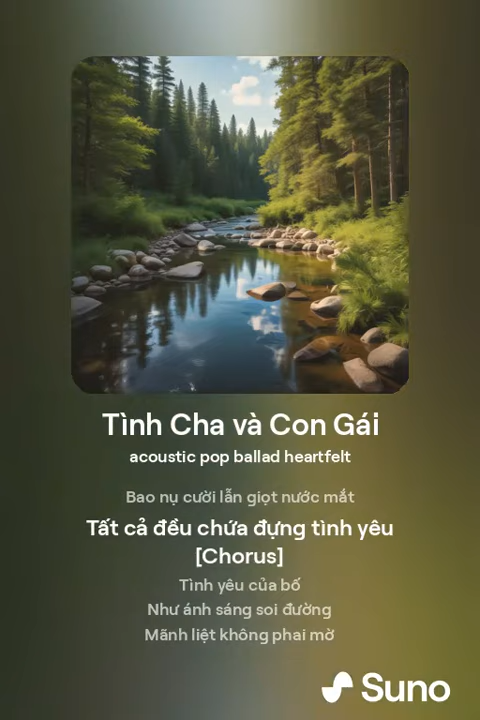 Tình Cha và Con Gái
acoustic pop ballad heartfelt
Bao nụ cười lẫn giọt nước mắt
Tất cả đều chứa đựng tình yêu
[Chorus]
Tình yêu của bố
Như ánh sáng soi đường
Mãnh liệt không phai mờ
Suno